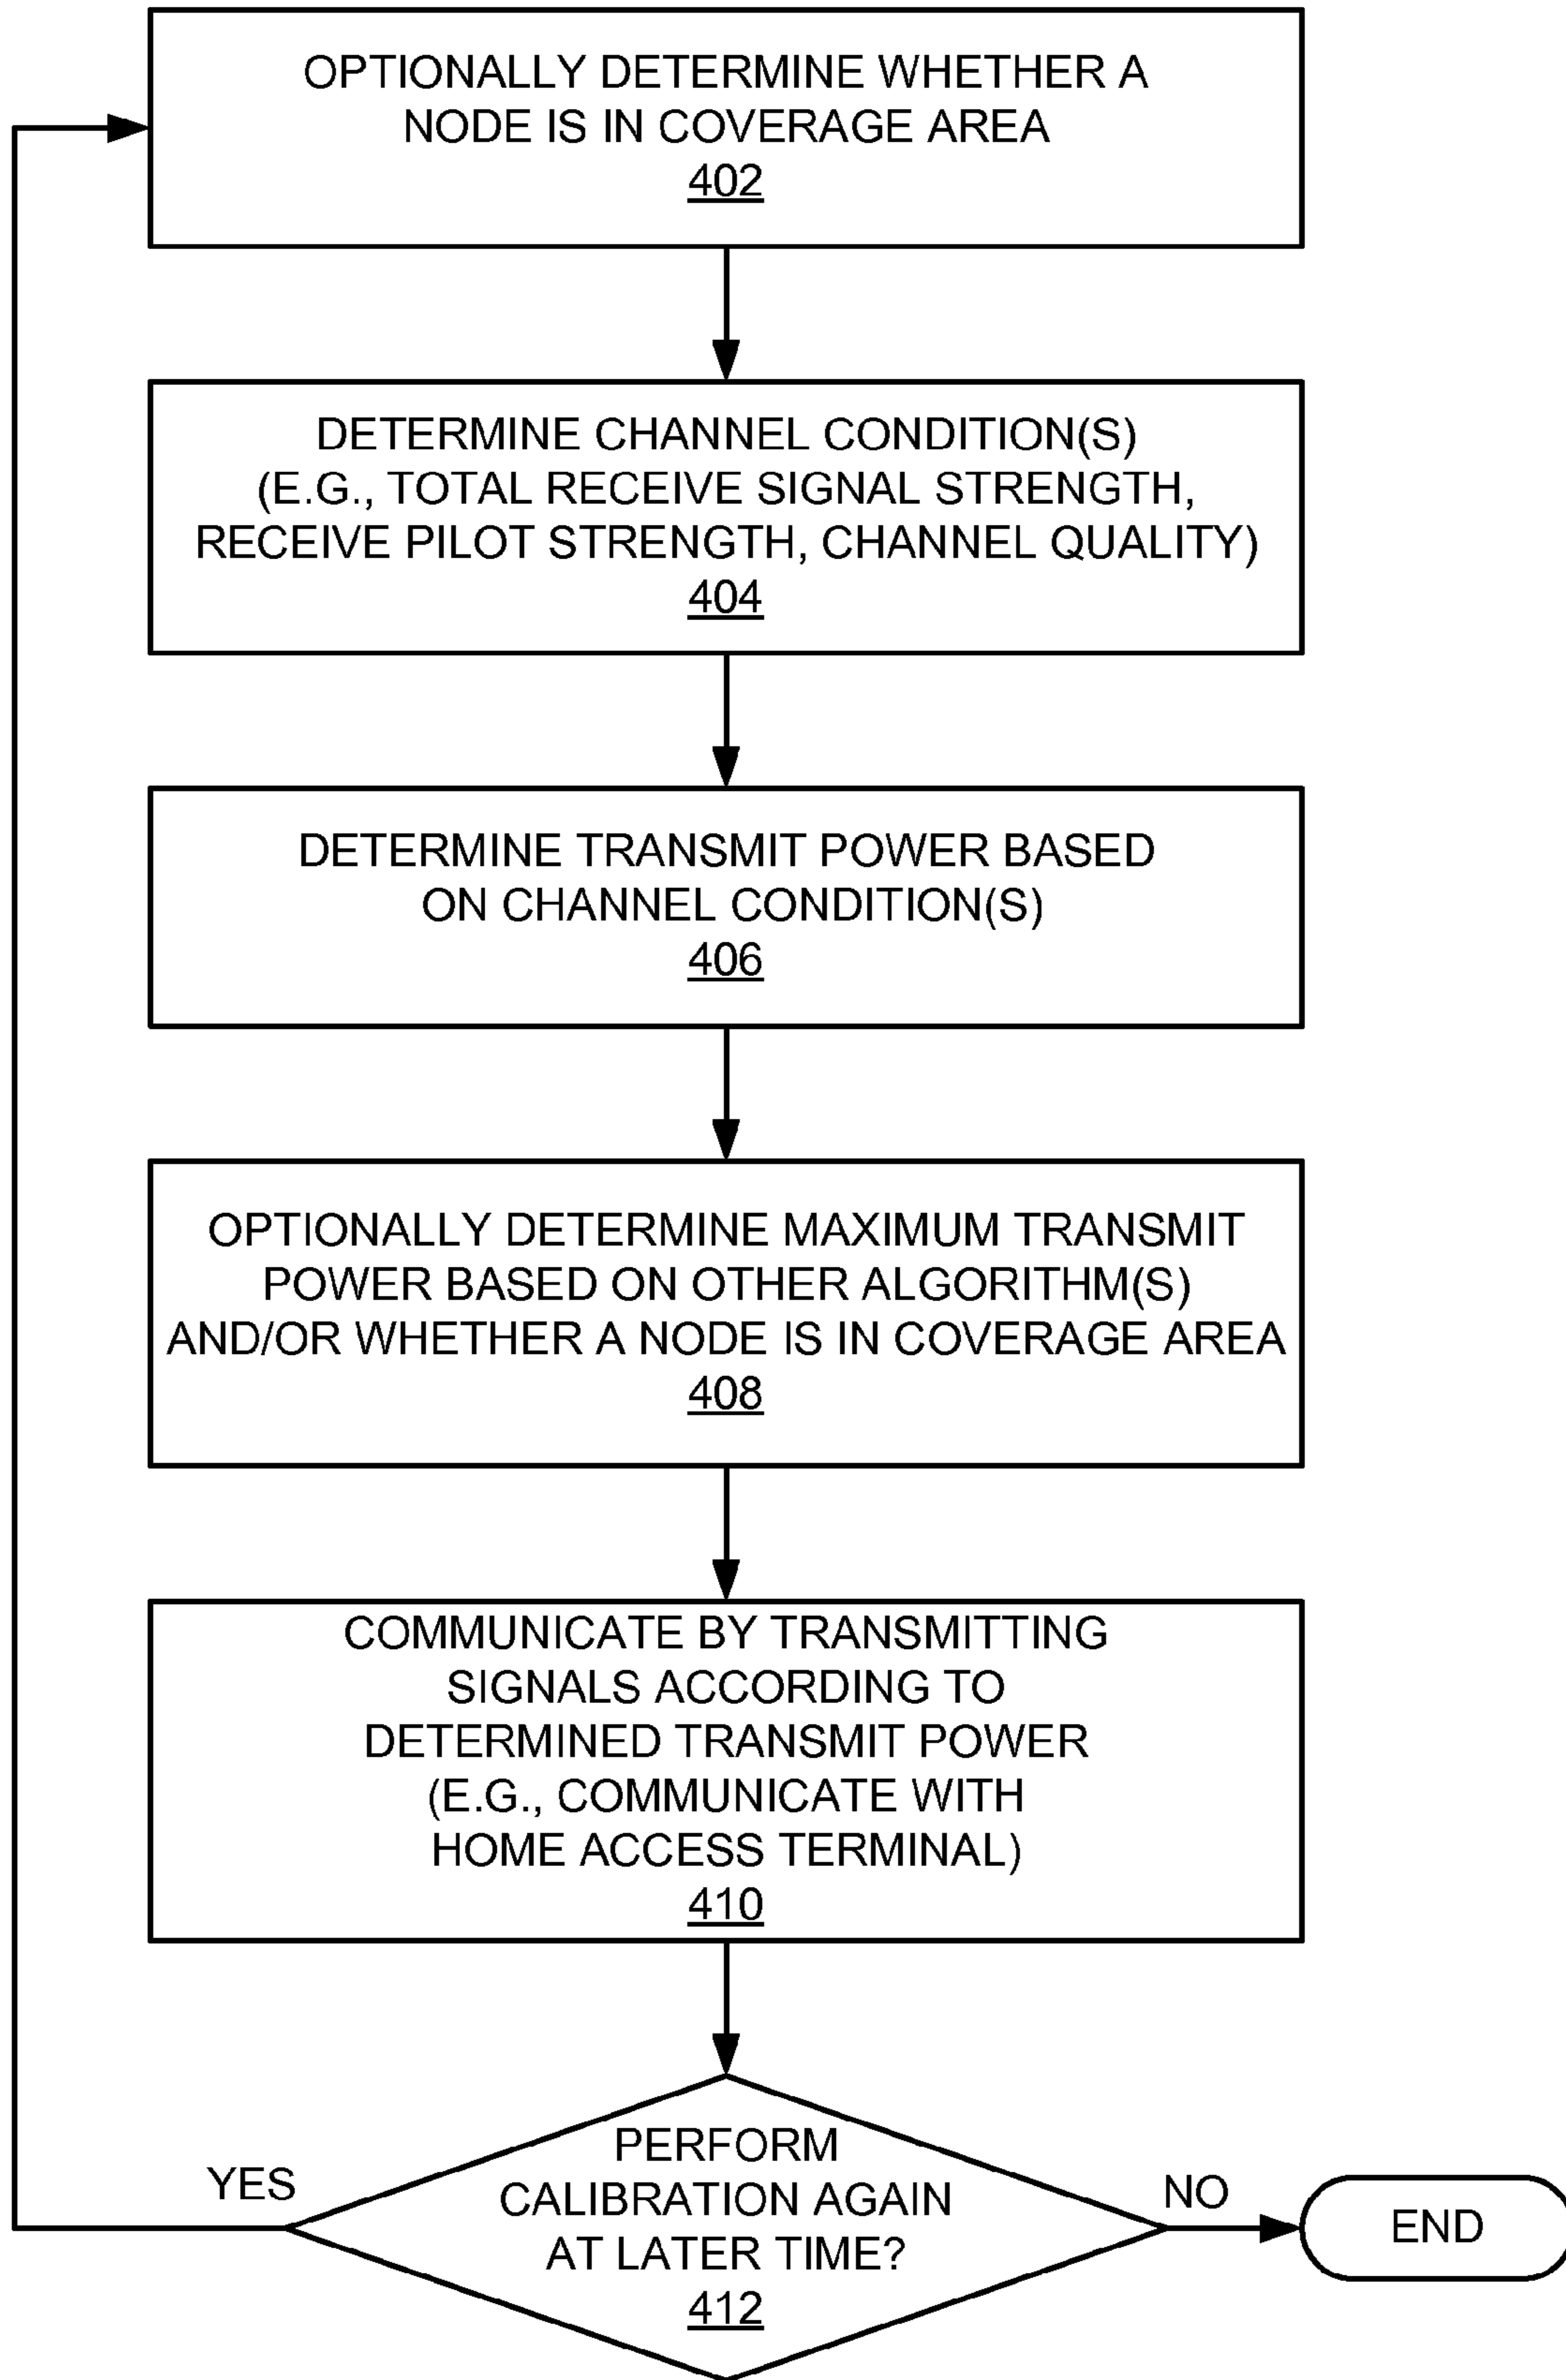 OPTIONALLY DETERMINE WHETHER A
NODE IS IN COVERAGE AREA
402
DETERMINE CHANNEL CONDITION(S)
(E.G., TOTAL RECEIVE SIGNAL STRENGTH,
RECEIVE PILOT STRENGTH, CHANNEL QUALITY)
404
DETERMINE TRANSMIT POWER BASED
ON CHANNEL CONDITION(S)
406
OPTIONALLY DETERMINE MAXIMUM TRANSMIT
POWER BASED ON OTHER ALGORITHM(S)
AND/OR WHETHER A NODE IS IN COVERAGE AREA
408
COMMUNICATE BY TRANSMITTING
SIGNALS ACCORDING TO
DETERMINED TRANSMIT POWER
(E.G., COMMUNICATE WITH
HOME ACCESS TERMINAL)
410
PERFORM
CALIBRATION AGAIN
AT LATER TIME?
412
YES
NO
END